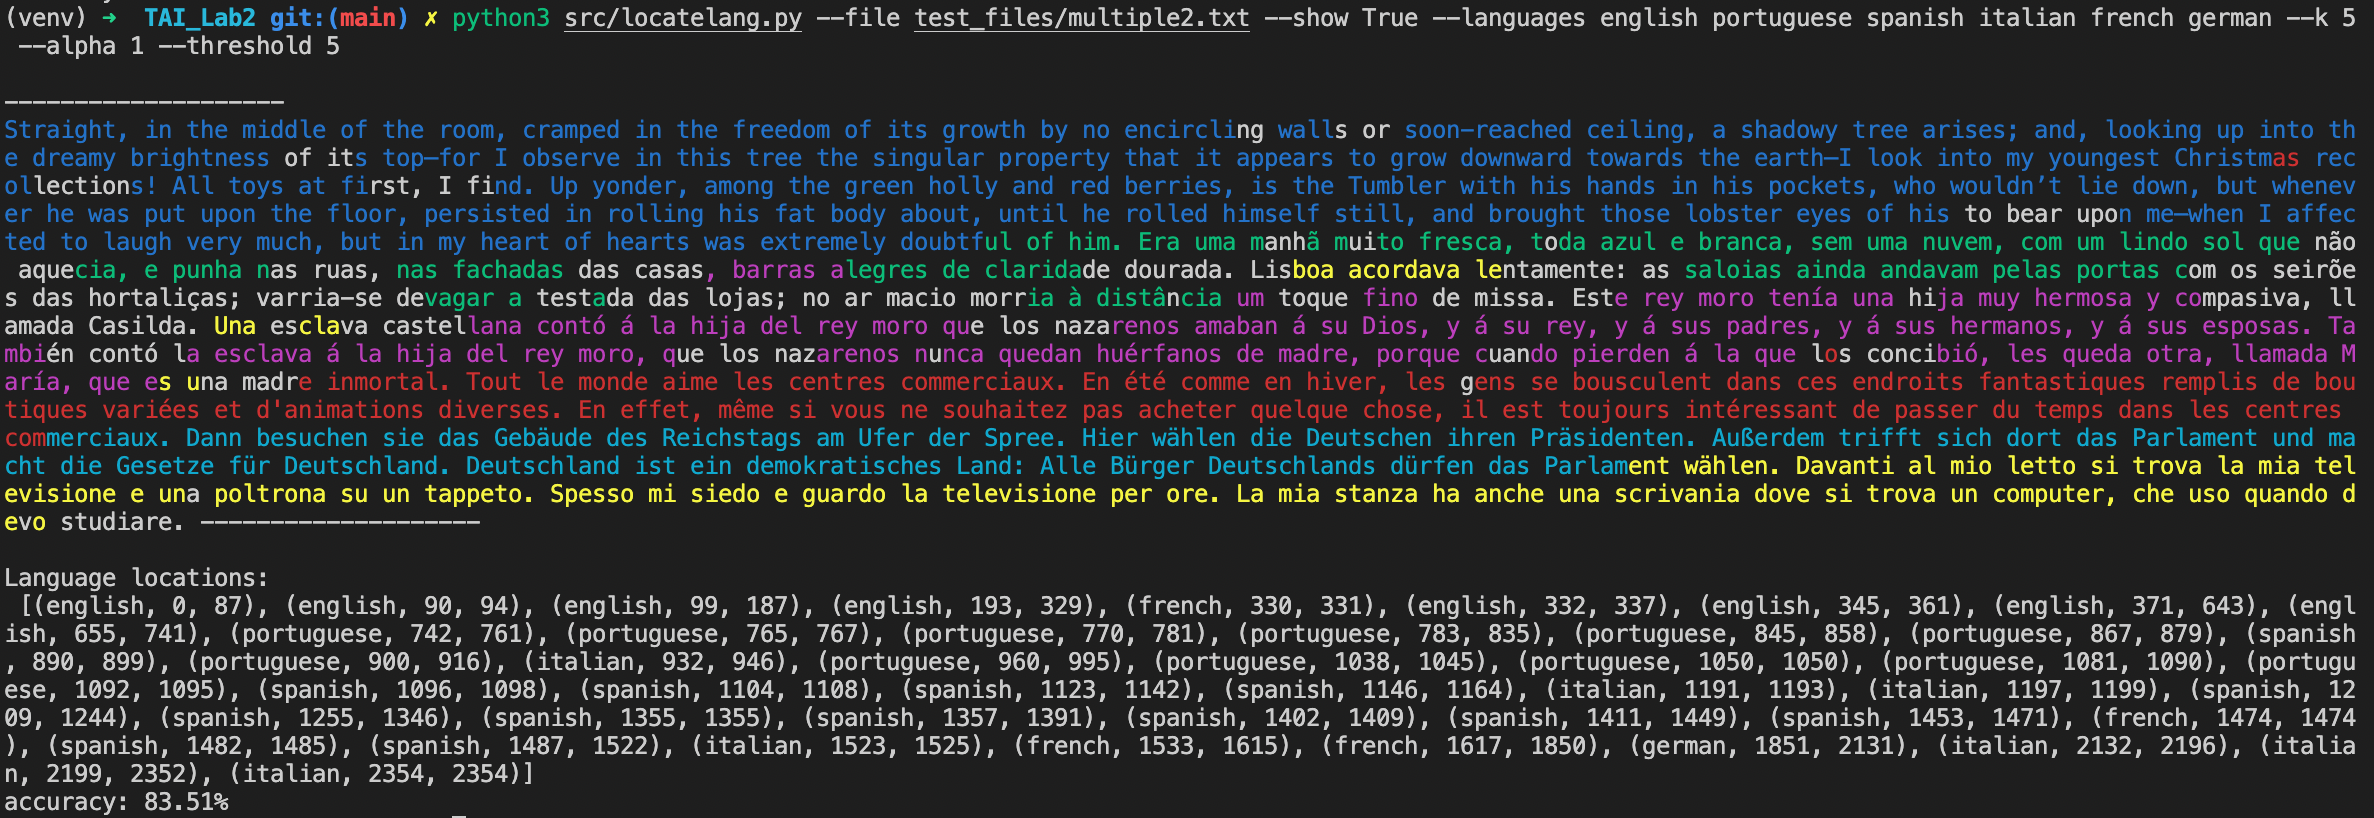 (venv) ➜  TAI_Lab2 git:(main) ✗ python3 src/locatelang.py --file test_files/multiple2.txt --show True --languages english portuguese spanish italian french german --k 5
 --alpha 1 --threshold 5
--------------------
Straight, in the middle of the room, cramped in the freedom of its growth by no encircling walls or soon-reached ceiling, a shadowy tree arises; and, looking up into th
e dreamy brightness of its top—for I observe in this tree the singular property that it appears to grow downward towards the earth—I look into my youngest Christmas rec
ollections! All toys at first, I find. Up yonder, among the green holly and red berries, is the Tumbler with his hands in his pockets, who wouldn’t lie down, but whenev
er he was put upon the floor, persisted in rolling his fat body about, until he rolled himself still, and brought those lobster eyes of his to bear upon me—when I affec
ted to laugh very much, but in my heart of hearts was extremely doubtful of him. Era uma manhã muito fresca, toda azul e branca, sem uma nuvem, com um lindo sol que não
 aquecia, e punha nas ruas, nas fachadas das casas, barras alegres de claridade dourada. Lisboa acordava lentamente: as saloias ainda andavam pelas portas com os seirõe
s das hortaliças; varria-se devagar a testada das lojas; no ar macio morria à distância um toque fino de missa. Este rey moro tenía una hija muy hermosa y compasiva, ll
amada Casilda. Una esclava castellana contó á la hija del rey moro que los nazarenos amaban á su Dios, y á su rey, y á sus padres, y á sus hermanos, y á sus esposas. Ta
mbién contó la esclava á la hija del rey moro, que los nazarenos nunca quedan huérfanos de madre, porque cuando pierden á la que los concibió, les queda otra, llamada M
aría, que es una madre inmortal. Tout le monde aime les centres commerciaux. En été comme en hiver, les gens se bousculent dans ces endroits fantastiques remplis de bou
tiques variées et d'animations diverses. En effet, même si vous ne souhaitez pas acheter quelque chose, il est toujours intéressant de passer du temps dans les centres
commerciaux. Dann besuchen sie das Gebäude des Reichstags am Ufer der Spree. Hier wählen die Deutschen ihren Präsidenten. Außerdem trifft sich dort das Parlament und ma
cht die Gesetze für Deutschland. Deutschland ist ein demokratisches Land: Alle Bürger Deutschlands dürfen das Parlament wählen. Davanti al mio letto si trova la mia tel
evisione e una poltrona su un tappeto. Spesso mi siedo e guardo la televisione per ore. La mia stanza ha anche una scrivania dove si trova un computer, che uso quando d
evo studiare. --------------------
Language locations:
 [(english, 0, 87), (english, 90, 94), (english, 99, 187), (english, 193, 329), (french, 330, 331), (english, 332, 337), (english, 345, 361), (english, 371, 643), (engl
ish, 655, 741), (portuguese, 742, 761), (portuguese, 765, 767), (portuguese, 770, 781), (portuguese, 783, 835), (portuguese, 845, 858), (portuguese, 867, 879), (spanish
, 890, 899), (portuguese, 900, 916), (italian, 932, 946), (portuguese, 960, 995), (portuguese, 1038, 1045), (portuguese, 1050, 1050), (portuguese, 1081, 1090), (portugu
ese, 1092, 1095), (spanish, 1096, 1098), (spanish, 1104, 1108), (spanish, 1123, 1142), (spanish, 1146, 1164), (italian, 1191, 1193), (italian, 1197, 1199), (spanish, 12
09, 1244), (spanish, 1255, 1346), (spanish, 1355, 1355), (spanish, 1357, 1391), (spanish, 1402, 1409), (spanish, 1411, 1449), (spanish, 1453, 1471), (french, 1474, 1474
), (spanish, 1482, 1485), (spanish, 1487, 1522), (italian, 1523, 1525), (french, 1533, 1615), (french, 1617, 1850), (german, 1851, 2131), (italian, 2132, 2196), (italia
n, 2199, 2352), (italian, 2354, 2354)]
accuracy: 83.51%